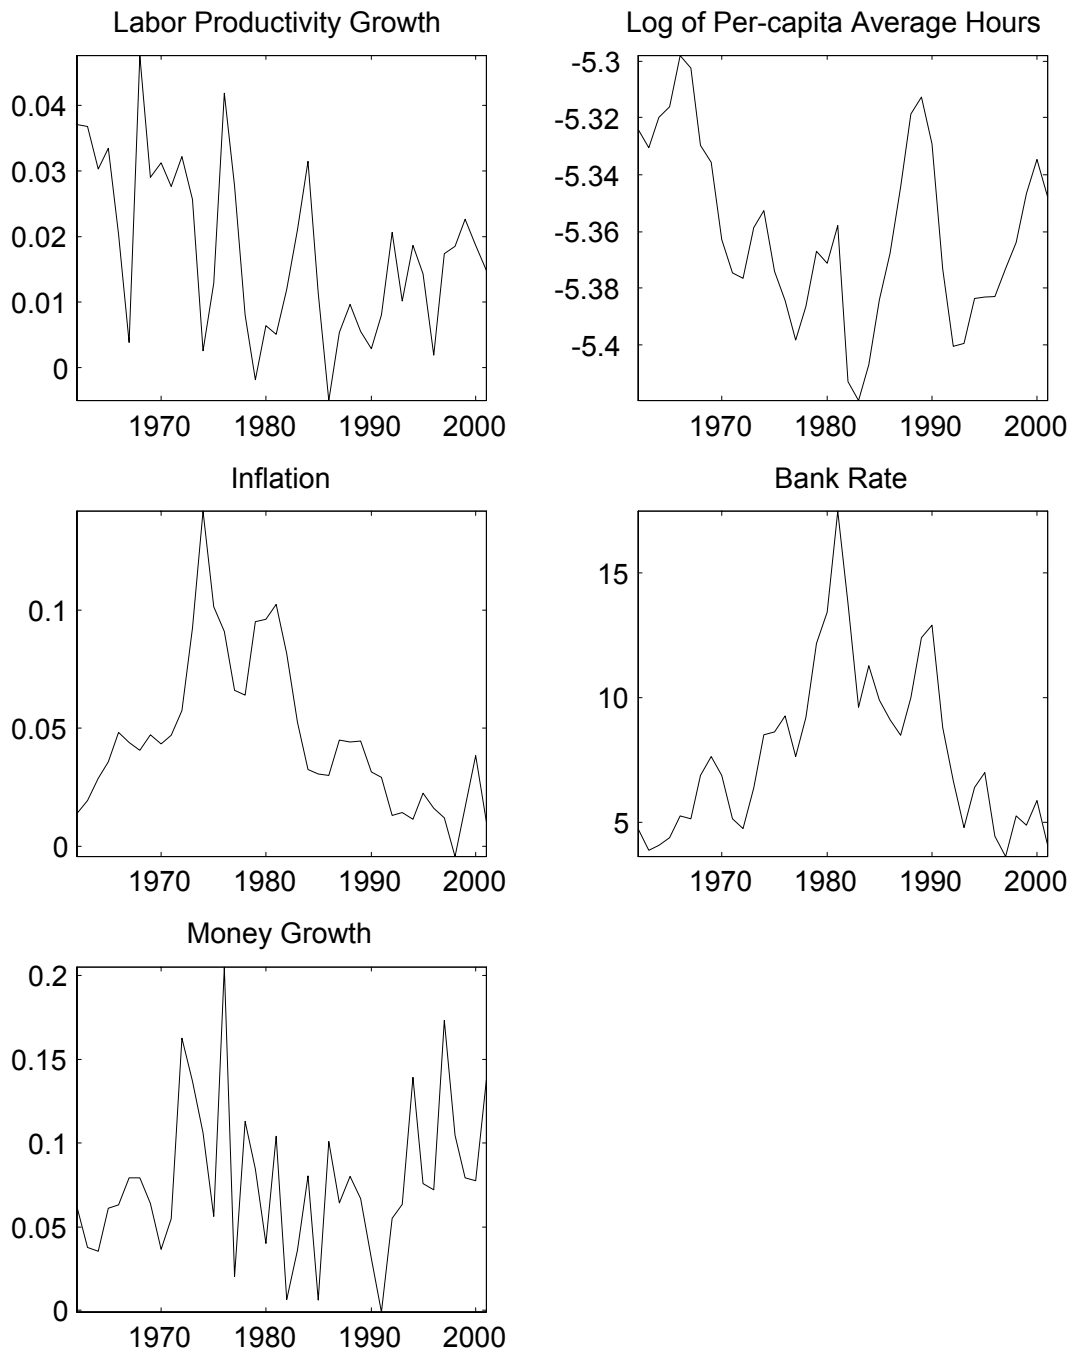 Labor Productivity Growth
0.04
0.03
0.02
0.01
0
1970 1980 1990 2000
Log of Per-capita Average Hours
-5.3
-5.32
-5.34
-5.36
-5.38
-5.4
1970 1980 1990 2000
Inflation
0.1
0.05
0
1970 1980 1990 2000
Bank Rate
15
10
5
1970 1980 1990 2000
Money Growth
0.2
0.15
0.1
0.05
0
1970 1980 1990 2000